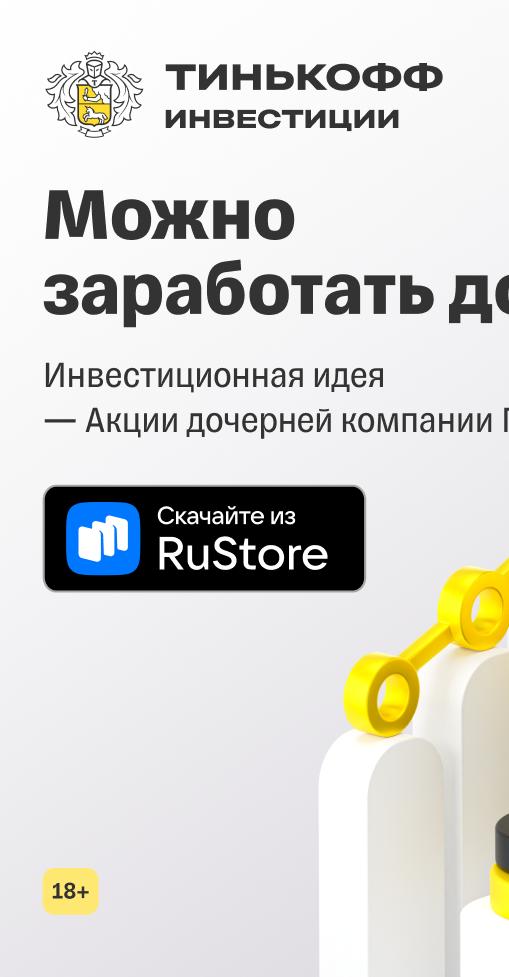 ТИНЬКОФФ
ИНВЕСТИЦИИ
Можно
заработать до
Инвестиционная идея
— Акции дочерней компании
Скачайте из
RuStore
18+